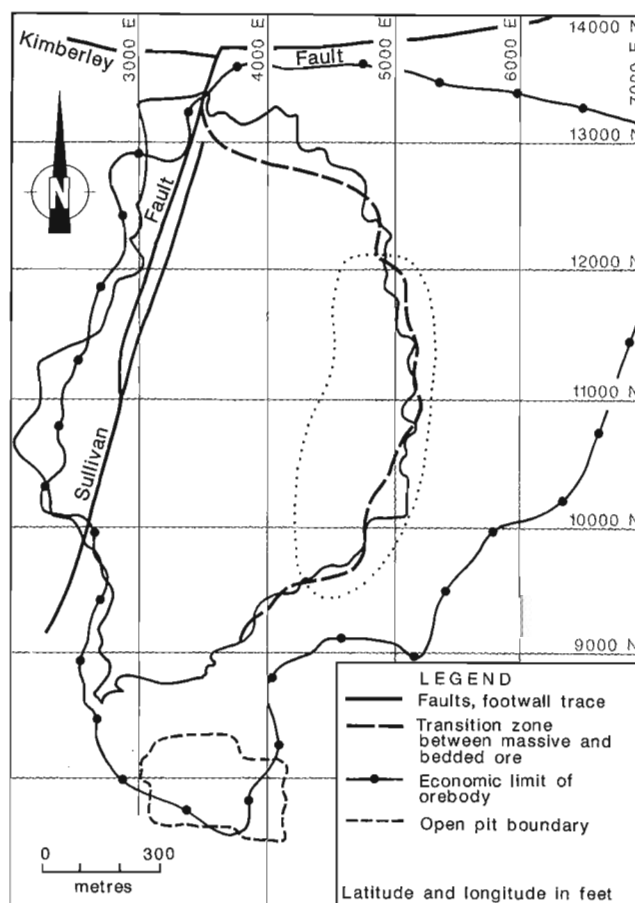 3000 E
4000 E
5000 E
6000 E
7000 E
14000 N
Kimberley
Fault
13000 N
N
Fault
12000 N
11000 N
Sullivan
10000 N
9000 N
LEGEND
Faults, footwall trace
Transition zone
between massive and
bedded ore
Economic limit of
orebody
Open pit boundary
0 300
metres
Latitude and longitude in feet